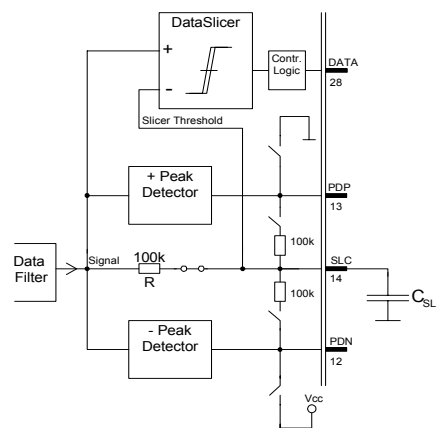 DataSlicer
+
-
Contr.
Logic
DATA
28
Slicer Threshold
+ Peak
Detector
PDP
13
100k
Data
Filter
Signal
100k
R
SLC
14
100k
CSL
- Peak
Detector
PDN
12
Vcc